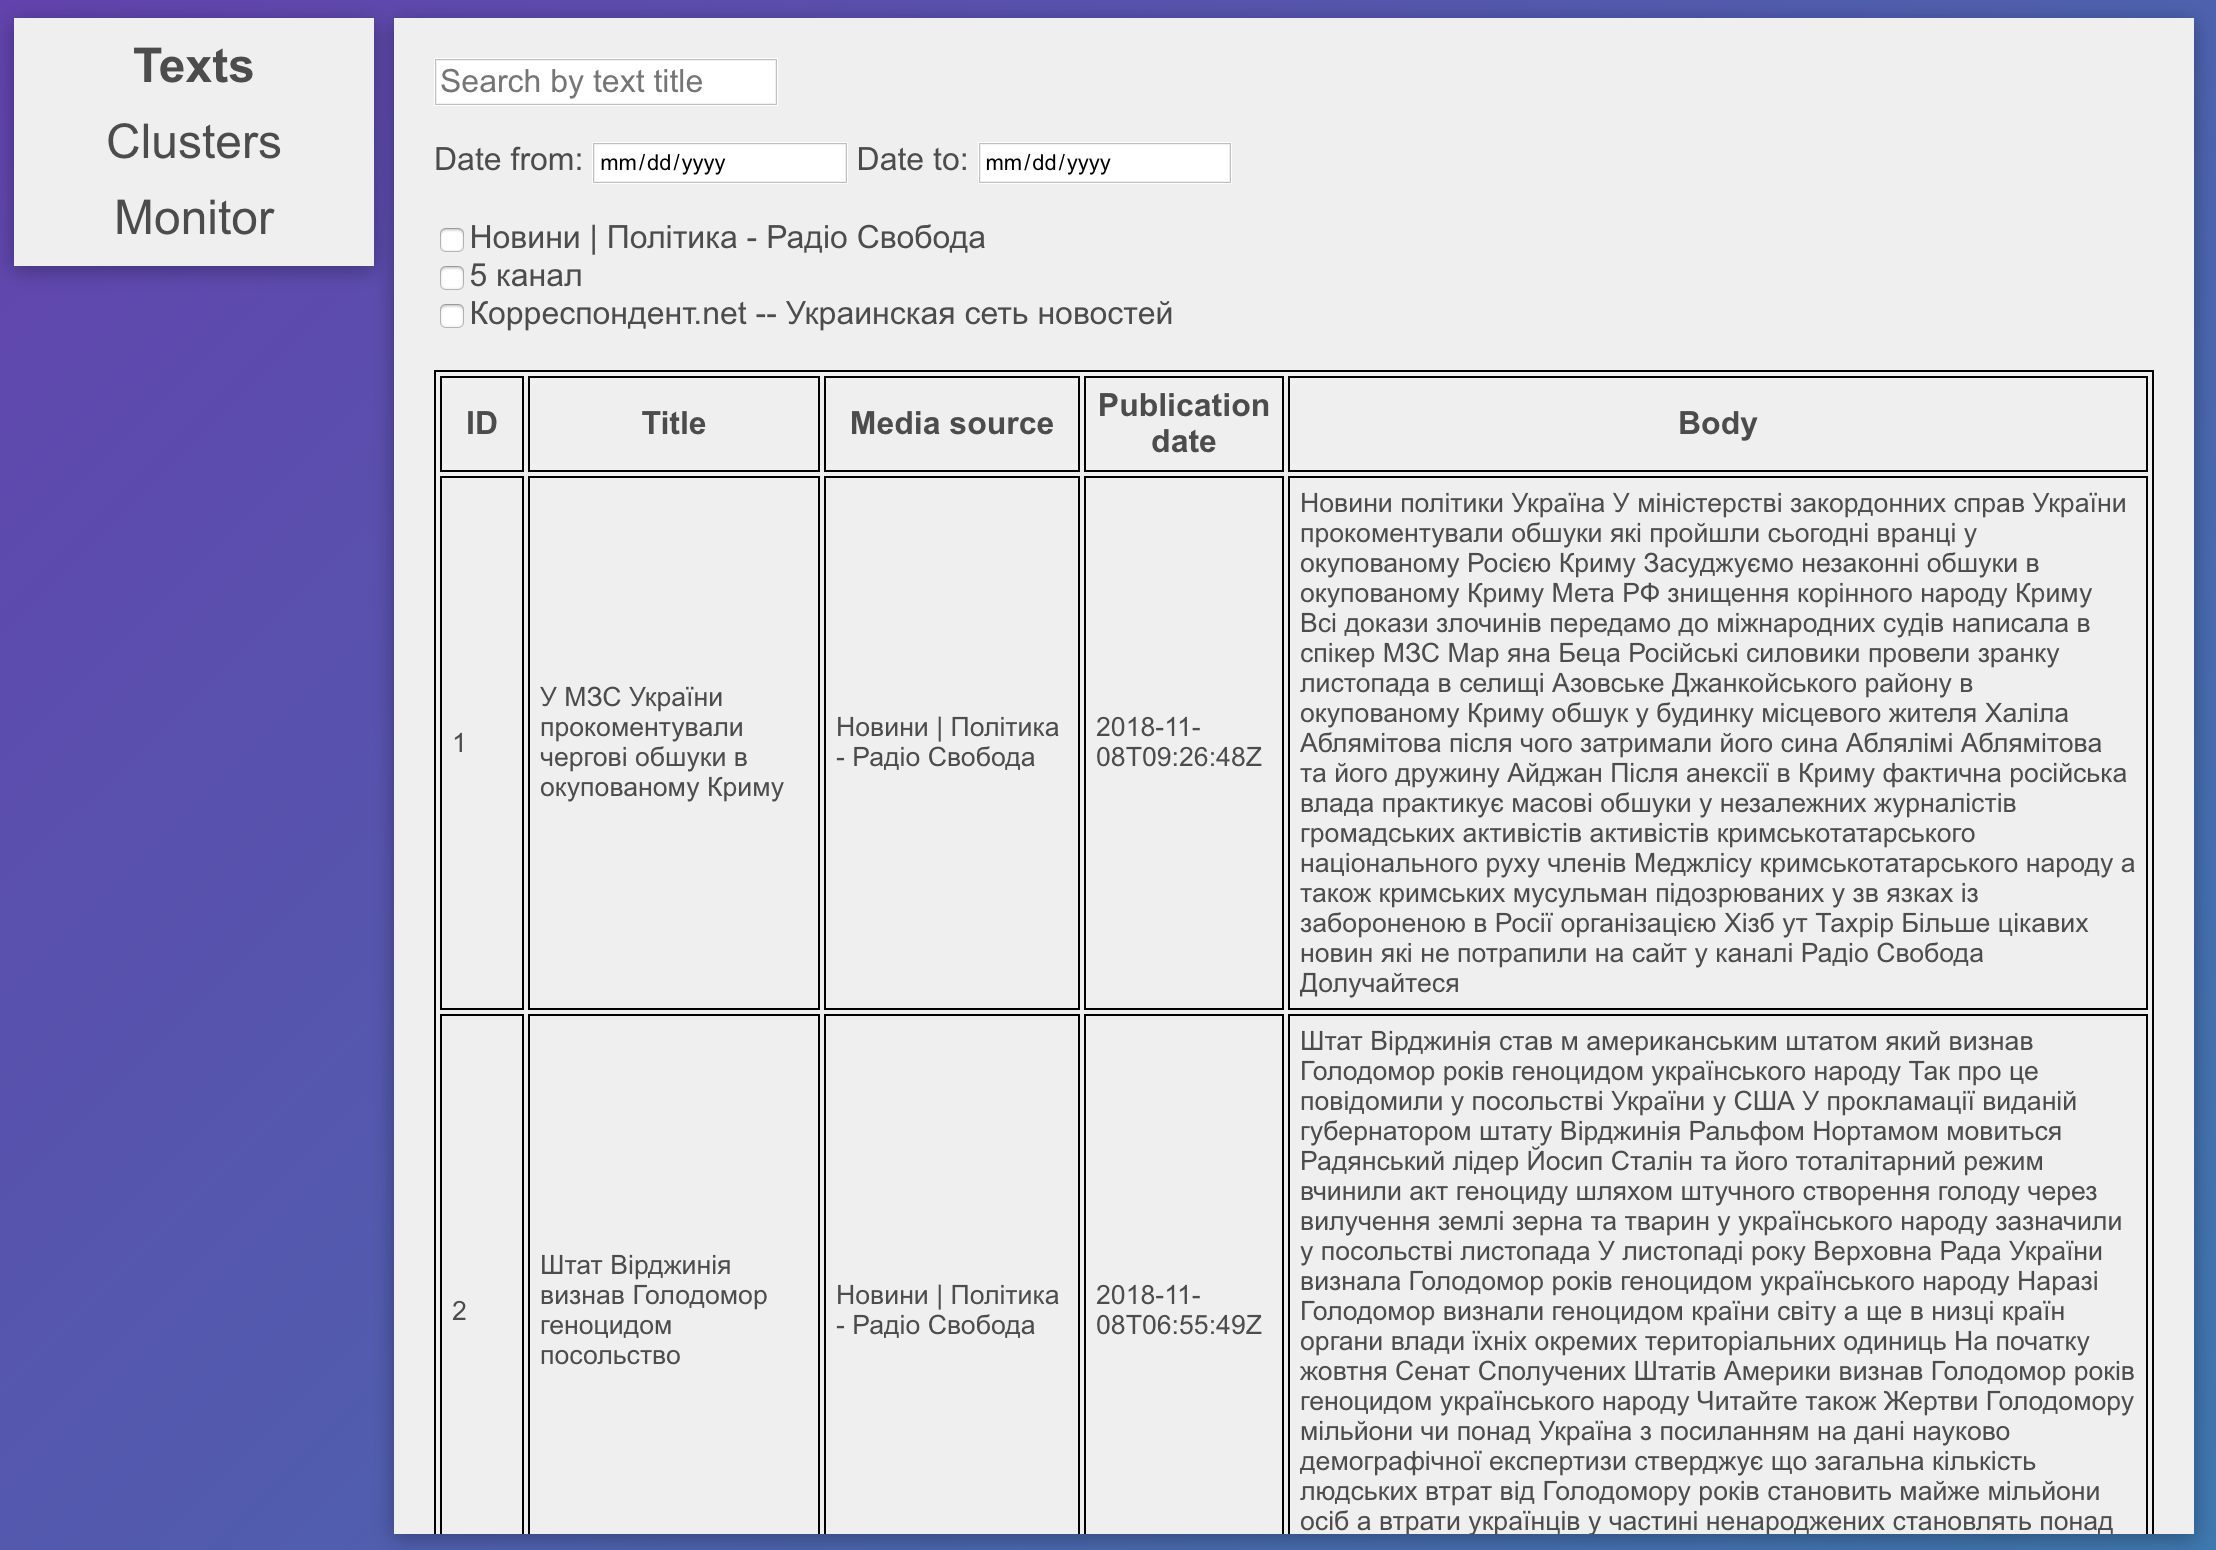 Texts
Clusters
Monitor
Search by text title
Date from: mm/dd/yyyy Date to: mm/dd/yyyy
Новини | Політика - Радіо Свобода
5 канал
Корреспондент.net -- Украинская сеть новостей
ID
Title
Media source
Publication
date
Body
1
У МЗС України
прокоментували
чергові обшуки в
окупованому Криму
Новини | Політика
- Радіо Свобода
2018-11-
08T09:26:48Z
Новини політики Україна У міністерстві закордонних справ України
прокоментували обшуки які пройшли сьогодні вранці у
окупованому Росією Криму Засуджуємо незаконні обшуки в
окупованому Криму Мета РФ знищення корінного народу Криму
Всі докази злочинів передамо до міжнародних судів написала в
спікер МЗС Мар яна Беца Російські силовики провели зранку
листопада в селищі Азовське Джанкойського району в
окупованому Криму обшук у будинку місцевого жителя Халіла
Аблямітова після чого затримали його сина Аблялімі Аблямітова
та його дружину Айджан Після анексії в Криму фактична російська
влада практикує масові обшуки у незалежних журналістів
громадських активістів активістів кримськотатарського
національного руху членів Меджлісу кримськотатарського народу а
також кримських мусульман підозрюваних у зв язках із
забороненою в Росії організацією Хізб ут Тахрір Більше цікавих
новин які не потрапили на сайт у каналі Радіо Свобода
Долучайтеся
2
Штат Вірджинія
визнав Голодомор
геноцидом
посольство
Новини | Політика
- Радіо Свобода
2018-11-
08T06:55:49Z
Штат Вірджинія став м американським штатом який визнав
Голодомор років геноцидом українського народу Так про це
повідомили у посольстві України у США У прокламації виданій
губернатором штату Вірджинія Ральфом Нортамом мовиться
Радянський лідер Йосип Сталін та його тоталітарний режим
вчинили акт геноциду шляхом штучного створення голоду через
вилучення землі зерна та тварин у українського народу зазначили
у посольстві листопада У листопаді року Верховна Рада України
визнала Голодомор років геноцидом українського народу Наразі
Голодомор визнали геноцидом країни світу а ще в низці країн
органи влади їхніх окремих територіальних одиниць На початку
жовтня Сенат Сполучених Штатів Америки визнав Голодомор років
геноцидом українського народу Читайте також Жертви Голодомору
мільйони чи понад Україна з посиланням на дані науково
демографічної експертизи стверджує що загальна кількість
людських втрат від Голодомору років становить майже мільйони
осіб а втрати українців у частині ненароджених становлять понад